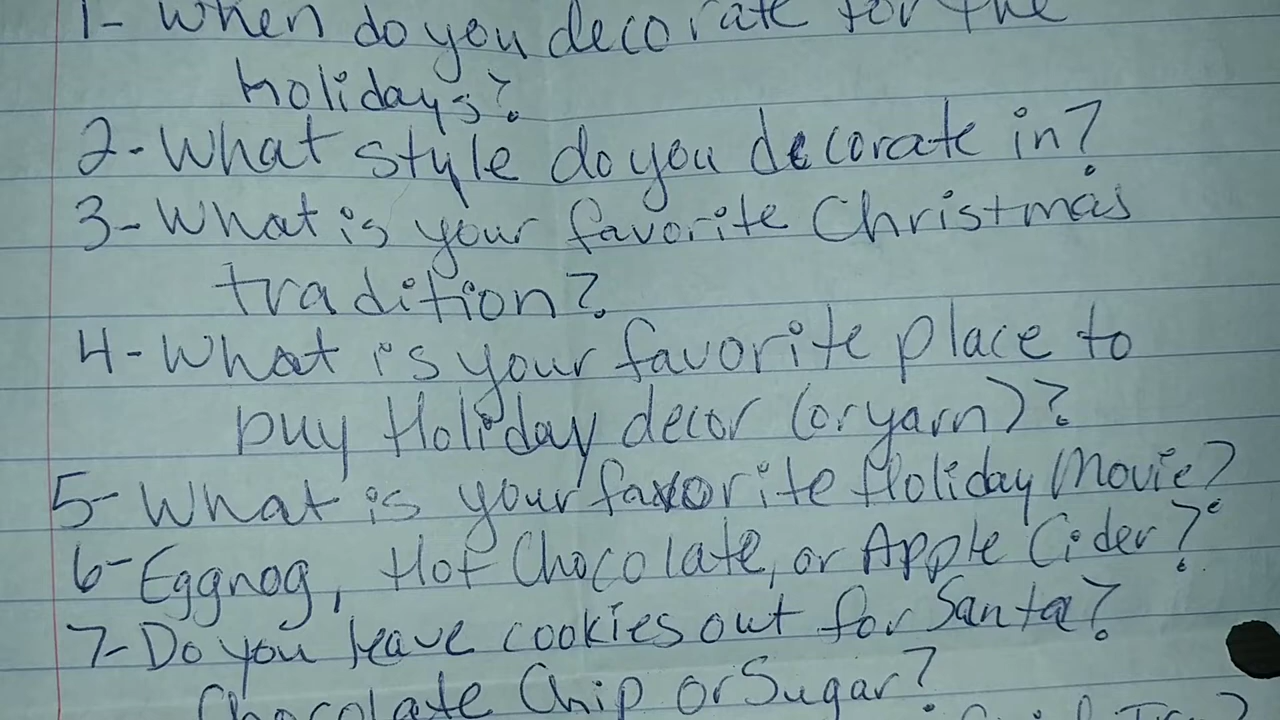 1- When do you decorate for the
holidays?
2- What style do you decorate in?
3- What is your favorite Christmas
tradition?
4- What is your favorite place to
buy Holiday decor (or yarn)?
5- What is your favorite Holiday Movie?
6- Eggnog, Hot Chocolate, or Apple Cider?
7- Do you leave cookies out for Santa?
Chocolate Chip or Sugar?